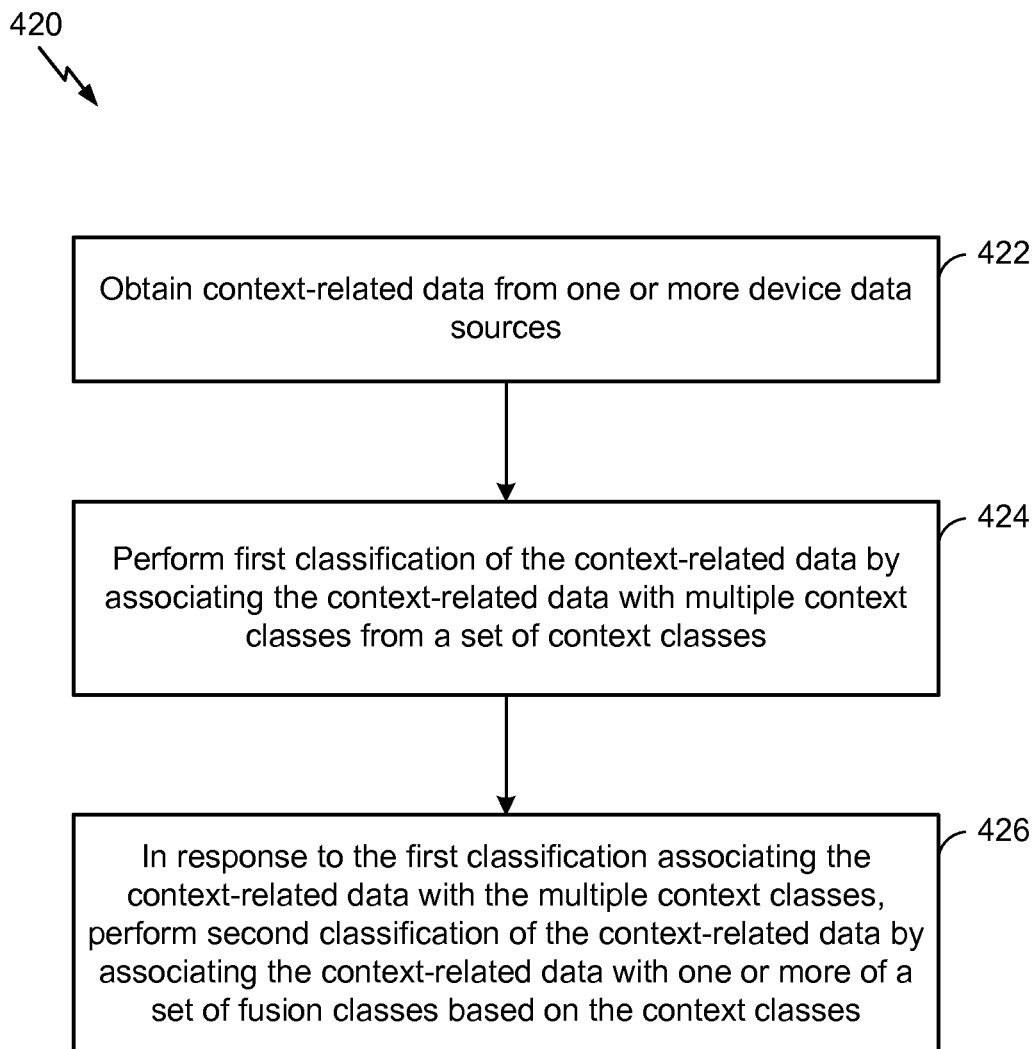 420
422
Obtain context-related data from one or more device data
sources
424
Perform first classification of the context-related data by
associating the context-related data with multiple context
classes from a set of context classes
426
In response to the first classification associating the
context-related data with the multiple context classes,
perform second classification of the context-related data by
associating the context-related data with one or more of a
set of fusion classes based on the context classes